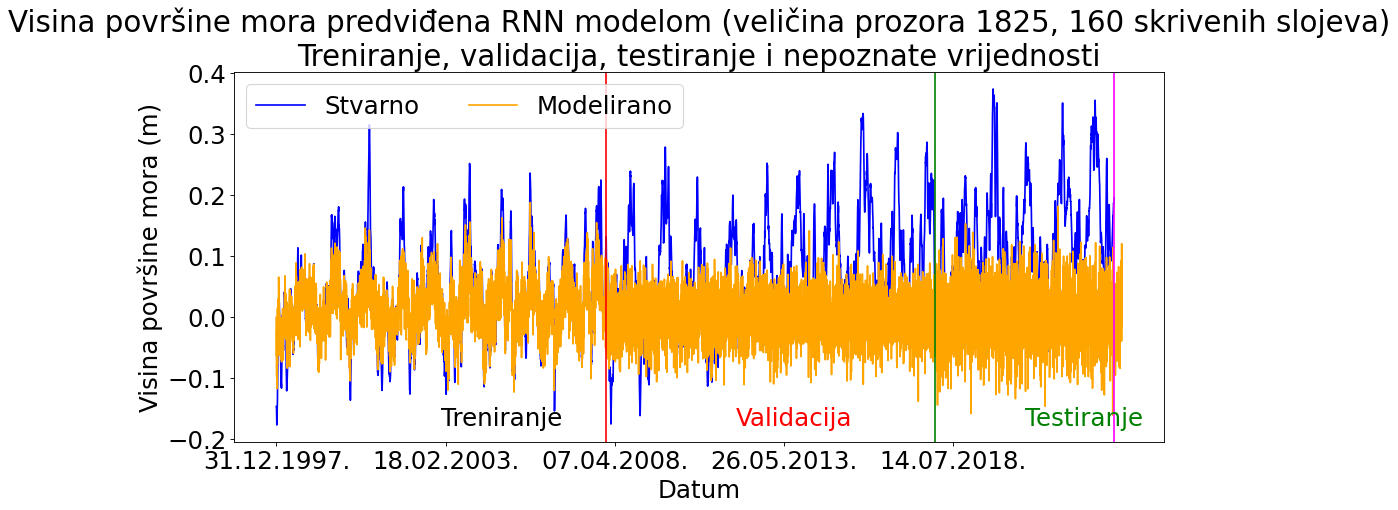 Visina površine mora predviđena RNN modelom (veličina prozora 1825, 160 skrivenih slojeva)
Treniranje, validacija, testiranje i nepoznate vrijednosti
Stvarno
Modelirano
Visina površine mora (m)
0.4
0.3
0.2
0.1
0.0
−0.1
−0.2
Treniranje
Validacija
Testiranje
31.12.1997.
18.02.2003.
07.04.2008.
26.05.2013.
14.07.2018.
Datum